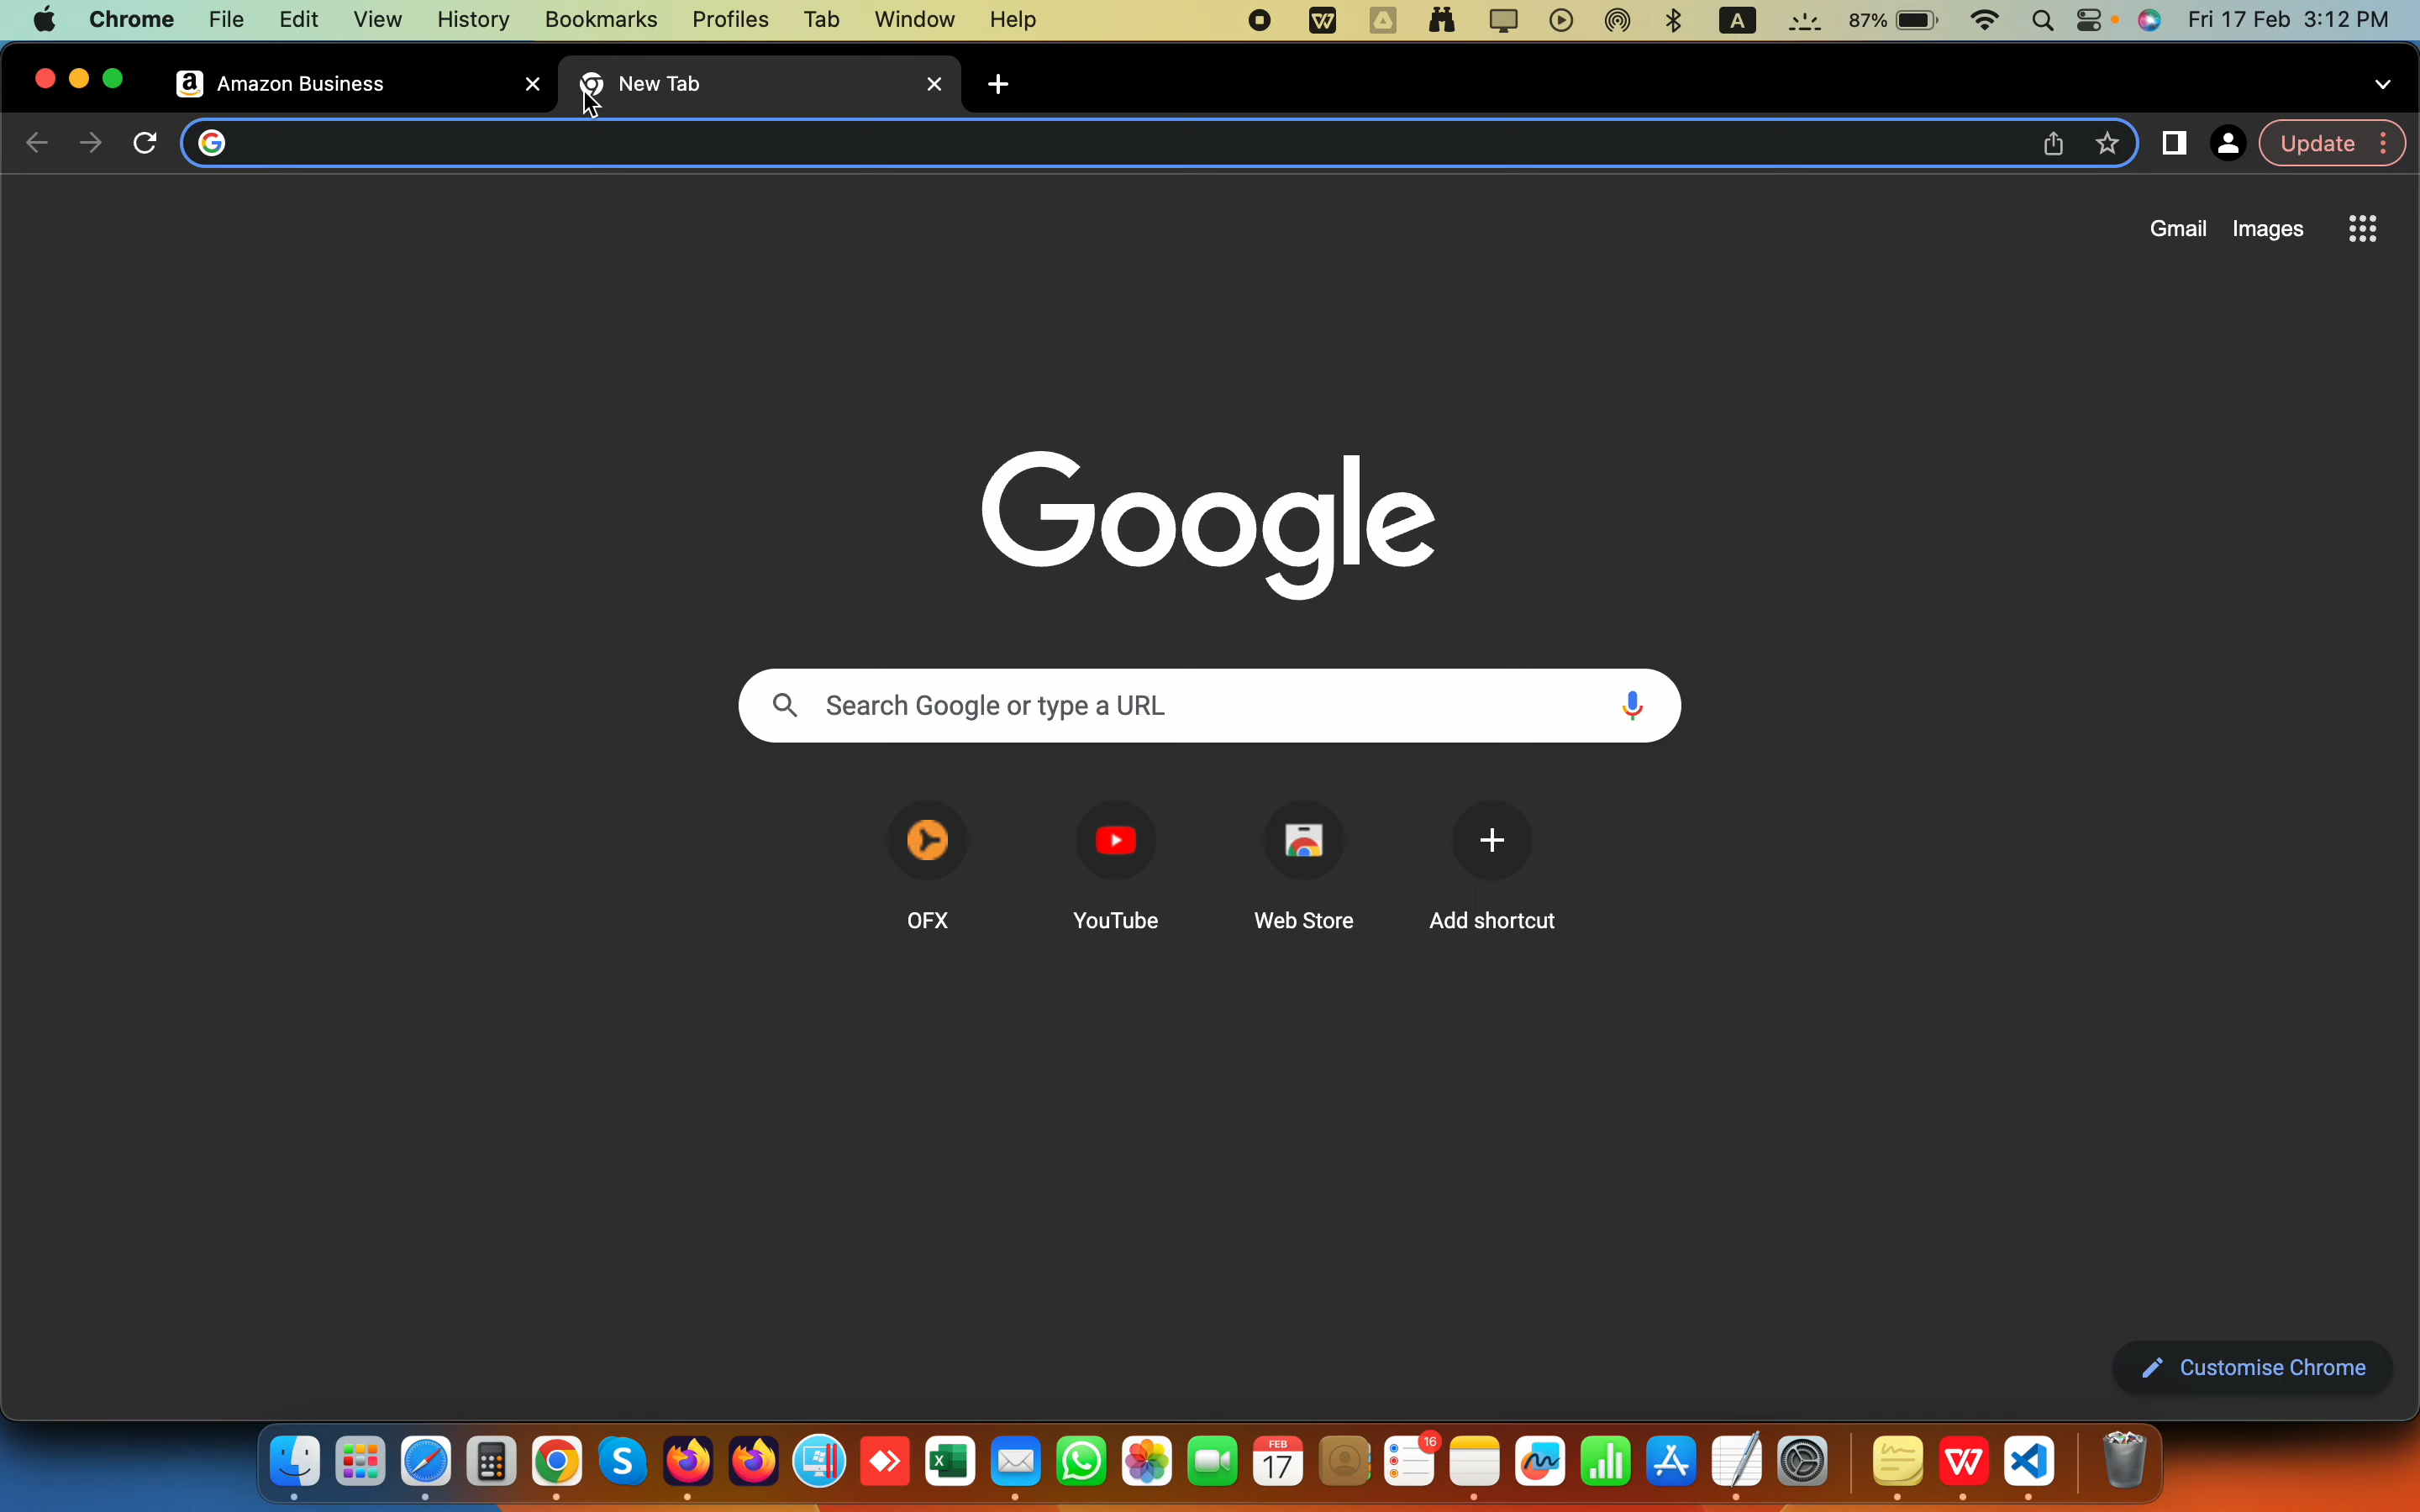 Chrome File Edit View History Bookmarks Profiles Tab Window Help A 87% Fri 17 Feb 3:12 PM
Amazon Business New Tab
Update
Gmail Images
Google
Search Google or type a URL
OFX YouTube Web Store Add shortcut
Customise Chrome
FEB
17
16